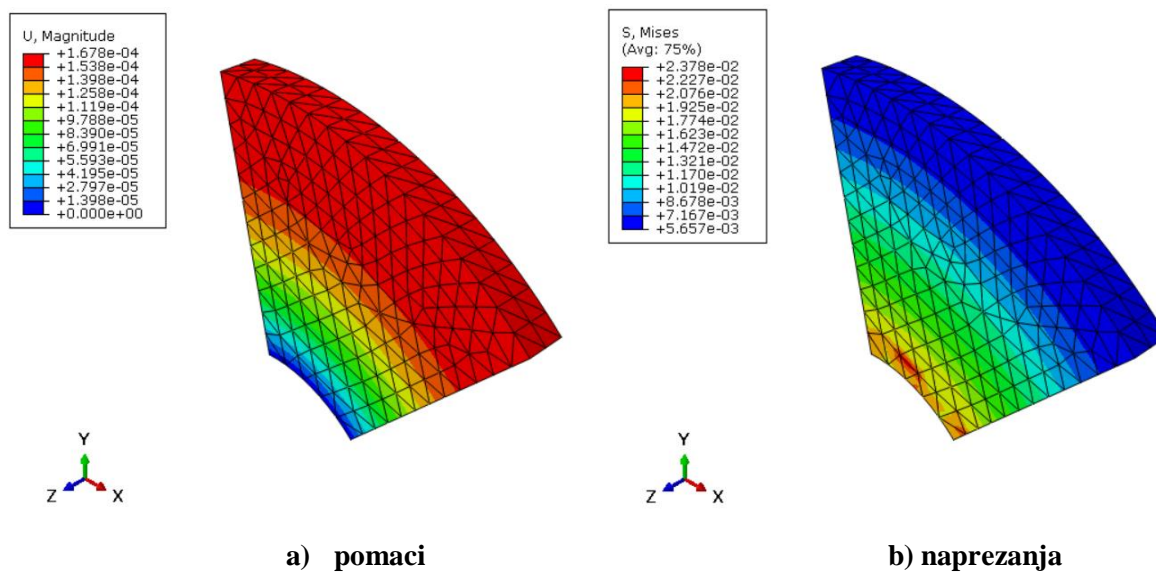 U, Magnitude
+1.678e-04
+1.538e-04
+1.398e-04
+1.258e-04
+1.119e-04
+9.788e-05
+8.390e-05
+6.991e-05
+5.593e-05
+4.195e-05
+2.797e-05
+1.398e-05
+0.000e+00
Y
Z
X
a) pomaci
S, Mises
(Avg: 75%)
+2.378e-02
+2.227e-02
+2.076e-02
+1.925e-02
+1.774e-02
+1.623e-02
+1.472e-02
+1.321e-02
+1.170e-02
+1.019e-02
+8.678e-03
+7.167e-03
+5.657e-03
Y
Z
X
b) naprezanja